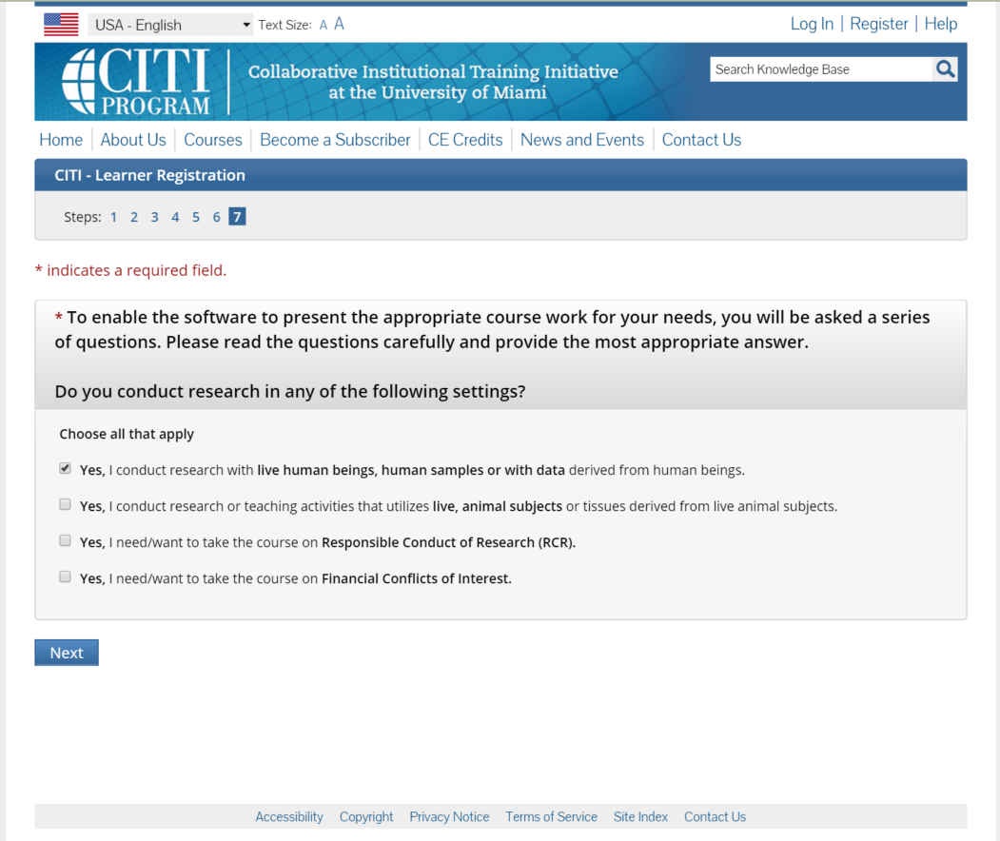 USA - English Text Size: A A Log In | Register | Help
CITI PROGRAM
Collaborative Institutional Training Initiative
at the University of Miami
Search Knowledge Base
Home About Us Courses Become a Subscriber CE Credits News and Events Contact Us
CITI - Learner Registration
Steps: 1 2 3 4 5 6 7
* indicates a required field.
* To enable the software to present the appropriate course work for your needs, you will be asked a series
of questions. Please read the questions carefully and provide the most appropriate answer.
Do you conduct research in any of the following settings?
Choose all that apply
Yes, I conduct research with live human beings, human samples or with data derived from human beings.
Yes, I conduct research or teaching activities that utilizes live, animal subjects or tissues derived from live animal subjects.
Yes, I need/want to take the course on Responsible Conduct of Research (RCR).
Yes, I need/want to take the course on Financial Conflicts of Interest.
Next
Accessibility Copyright Privacy Notice Terms of Service Site Index Contact Us